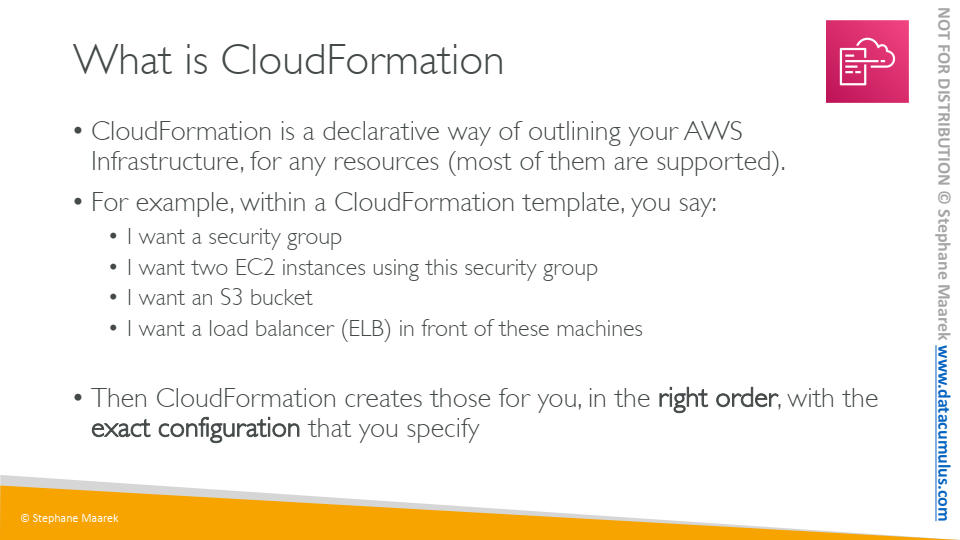 What is CloudFormation
• CloudFormation is a declarative way of outlining your AWS
Infrastructure, for any resources (most of them are supported).
• For example, within a CloudFormation template, you say:
• I want a security group
• I want two EC2 instances using this security group
• I want an S3 bucket
• I want a load balancer (ELB) in front of these machines
• Then CloudFormation creates those for you, in the right order, with the
exact configuration that you specify
© Stephane Maarek
NOT FOR DISTRIBUTION © Stephane Maarek www.datacumulus.com